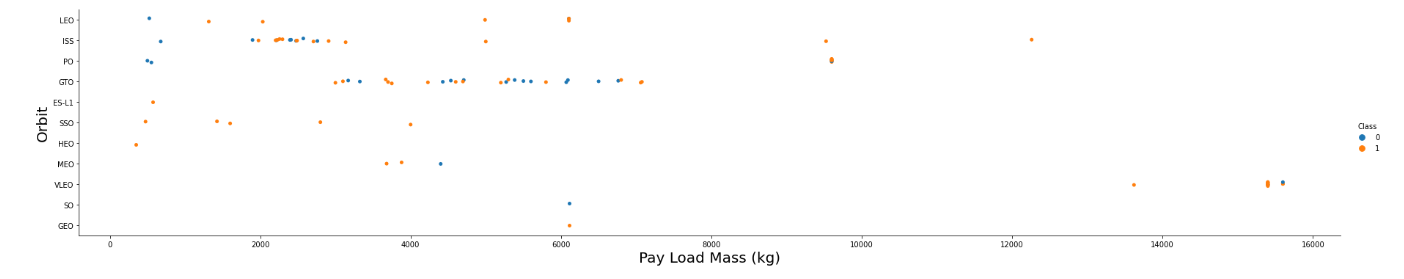 LEO
ISS
PO
GTO
ES-L1
SSO
HEO
MEO
VLEO
SO
GEO
Orbit
0 2000 4000 6000 8000 10000 12000 14000 16000
Pay Load Mass (kg)
Class
0
1